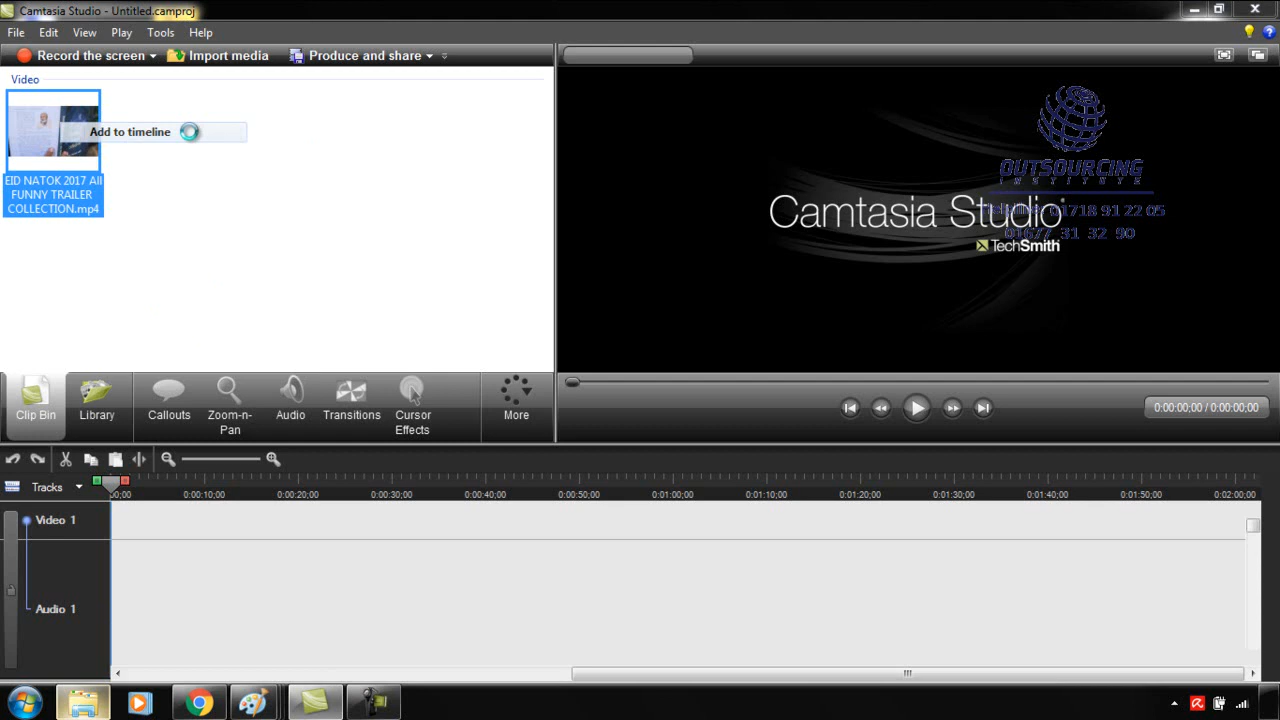 Camtasia Studio - Untitled.camproj
File Edit View Play Tools Help
Record the screen Import media Produce and share
Video
Add to timeline
EID NATOK 2017 All
FUNNY TRAILER
COLLECTION.mp4
OUTSOURCING
INSTITUTE
01718 91 22 05
01677 31 32 90
Camtasia Studio
TechSmith
Clip Bin Library Callouts Zoom-n-Pan Audio Transitions Cursor Effects More
0:00:00;00 / 0:00:00;00
Tracks
00;00 0:00:10;00 0:00:20;00 0:00:30;00 0:00:40;00 0:00:50;00 0:01:00;00 0:01:10;00 0:01:20;00 0:01:30;00 0:01:40;00 0:01:50;00 0:02:00;00
Video 1
Audio 1